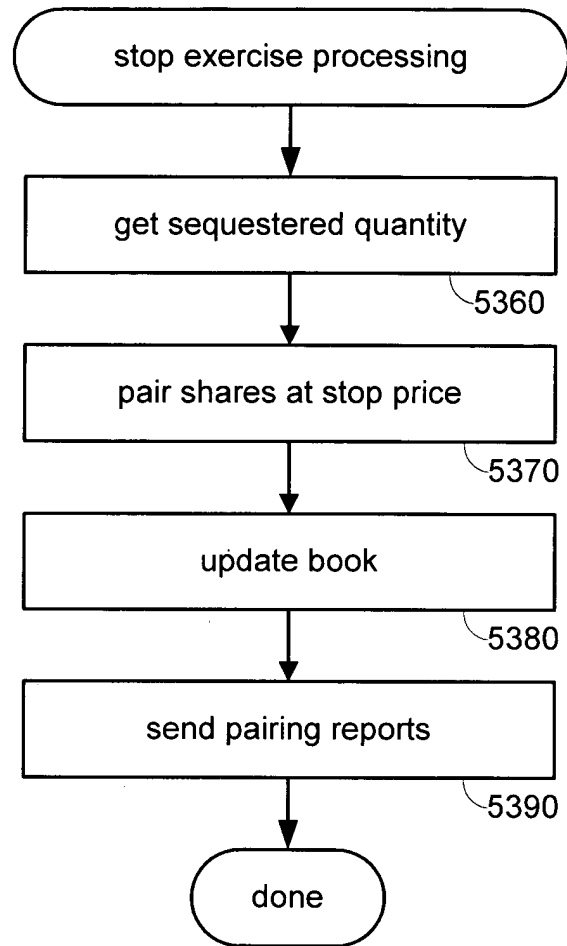 stop exercise processing
get sequestered quantity
5360
pair shares at stop price
5370
update book
5380
send pairing reports
5390
done